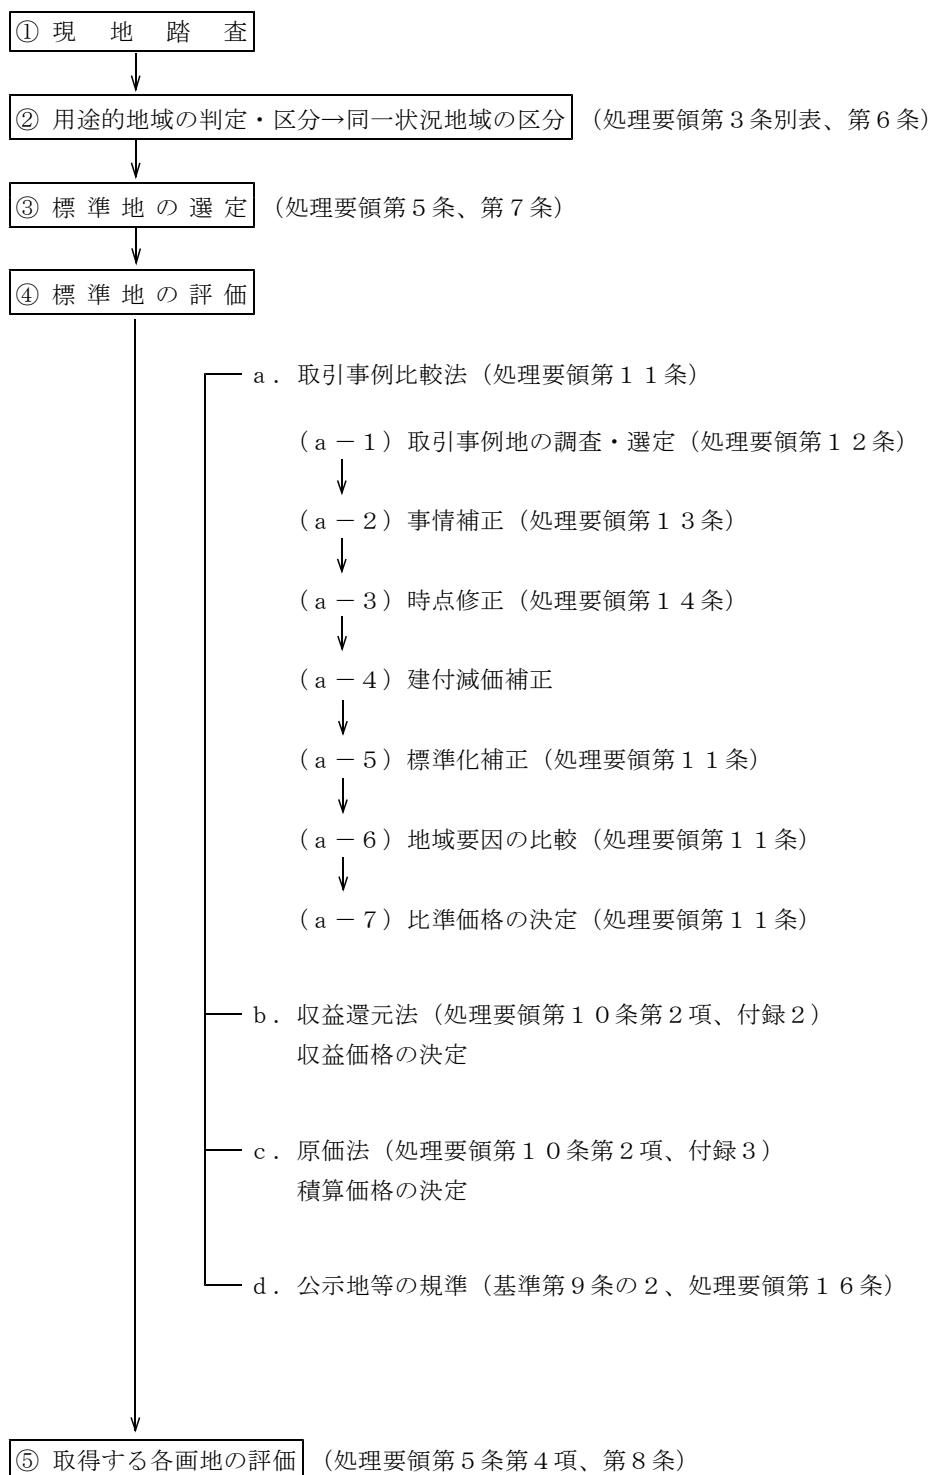 ① 現 地 踏 査
② 用途的地域の判定・区分→同一状況地域の区分 (処理要領第３条別表、第６条)
③ 標 準 地 の 選 定 (処理要領第５条、第７条)
④ 標 準 地 の 評 価
ａ．取引事例比較法（処理要領第１１条）
（ａ－１）取引事例地の調査・選定（処理要領第１２条）
（ａ－２）事情補正（処理要領第１３条）
（ａ－３）時点修正（処理要領第１４条）
（ａ－４）建付減価補正
（ａ－５）標準化補正（処理要領第１１条）
（ａ－６）地域要因の比較（処理要領第１１条）
（ａ－７）比準価格の決定（処理要領第１１条）
ｂ．収益還元法（処理要領第１０条第２項、付録２）
収益価格の決定
ｃ．原価法（処理要領第１０条第２項、付録３）
積算価格の決定
ｄ．公示地等の規準（基準第９条の２、処理要領第１６条）
⑤ 取得する各画地の評価 （処理要領第５条第４項、第８条）